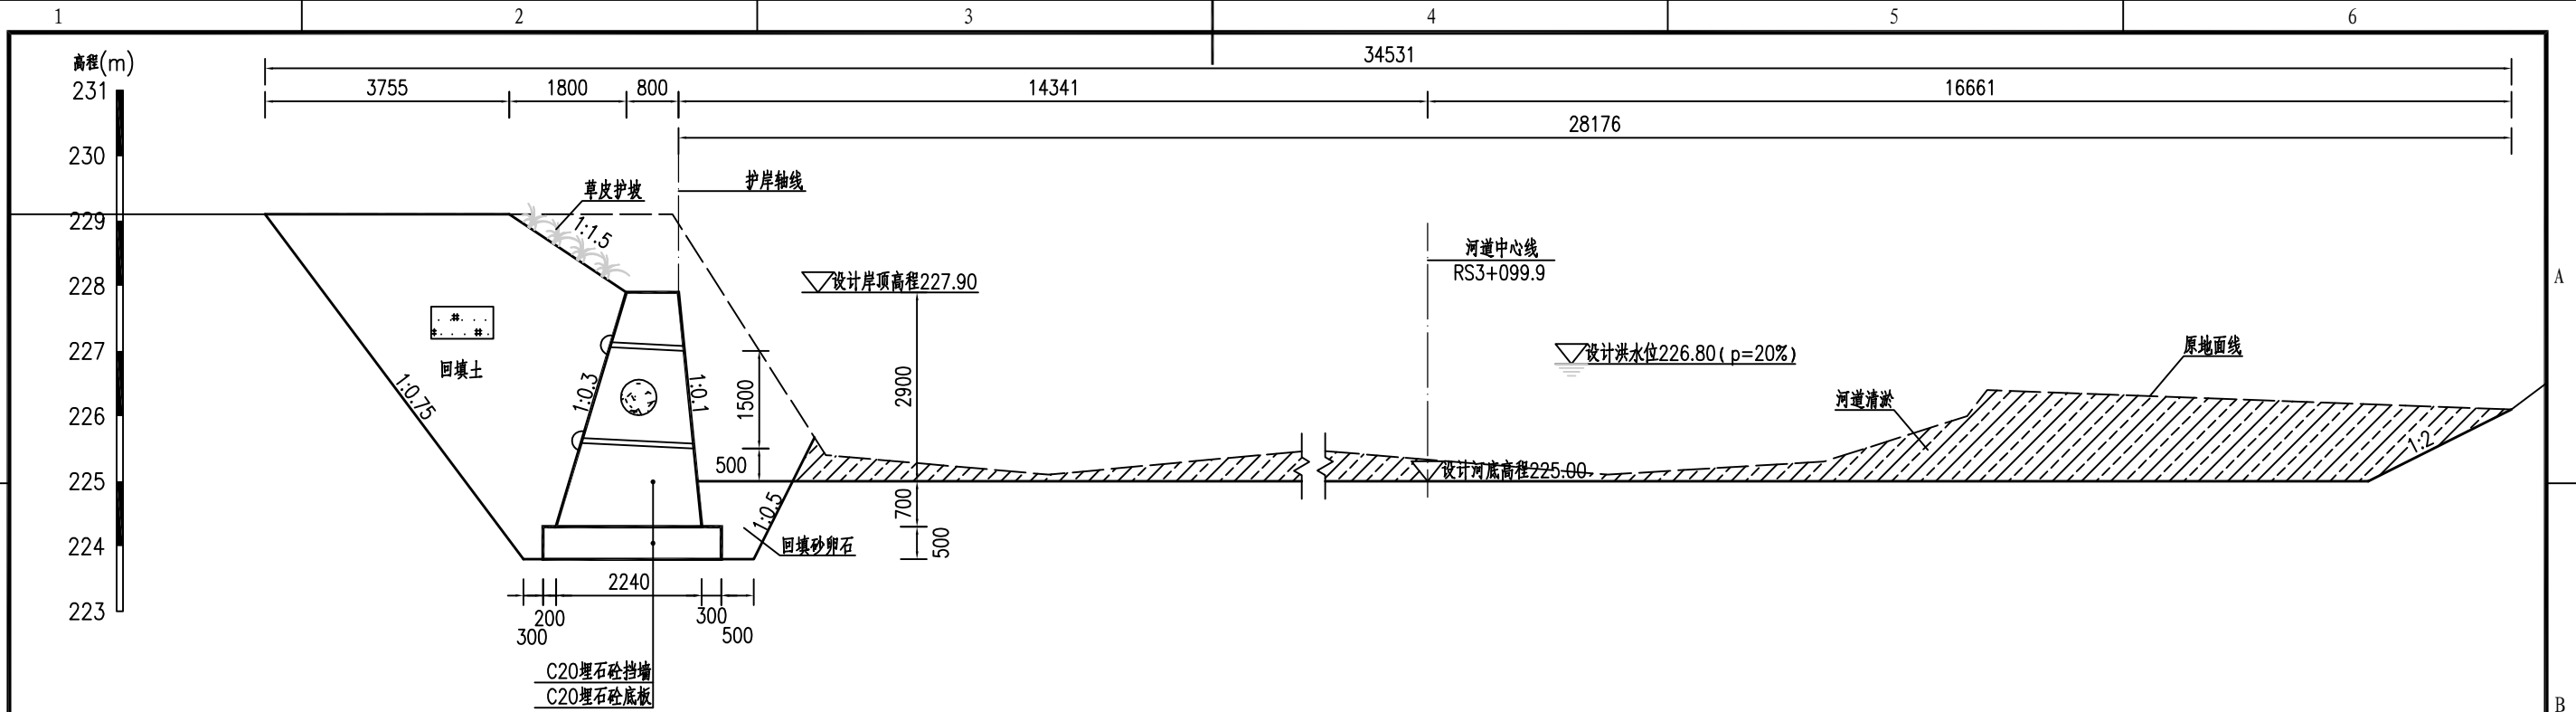 1 2 3 4 5 6
34531
高程(m)
3755 1800 800 14341 16661
231
28176
230
草皮护坡 护岸轴线
229
1:1.5
河道中心线
RS3+099.9
A
228
设计岸顶高程227.90
227
回填土
设计洪水位226.80(p=20%)
原地面线
1:0.75 1:0.3 1:0.1 1500 2900
河道清淤
226
1:2
500
设计河底高程225.00
225
700
1:0.5
224
回填砂卵石
500
2240
223
200 300
300 500
C20埋石砼挡墙
C20埋石砼底板
B